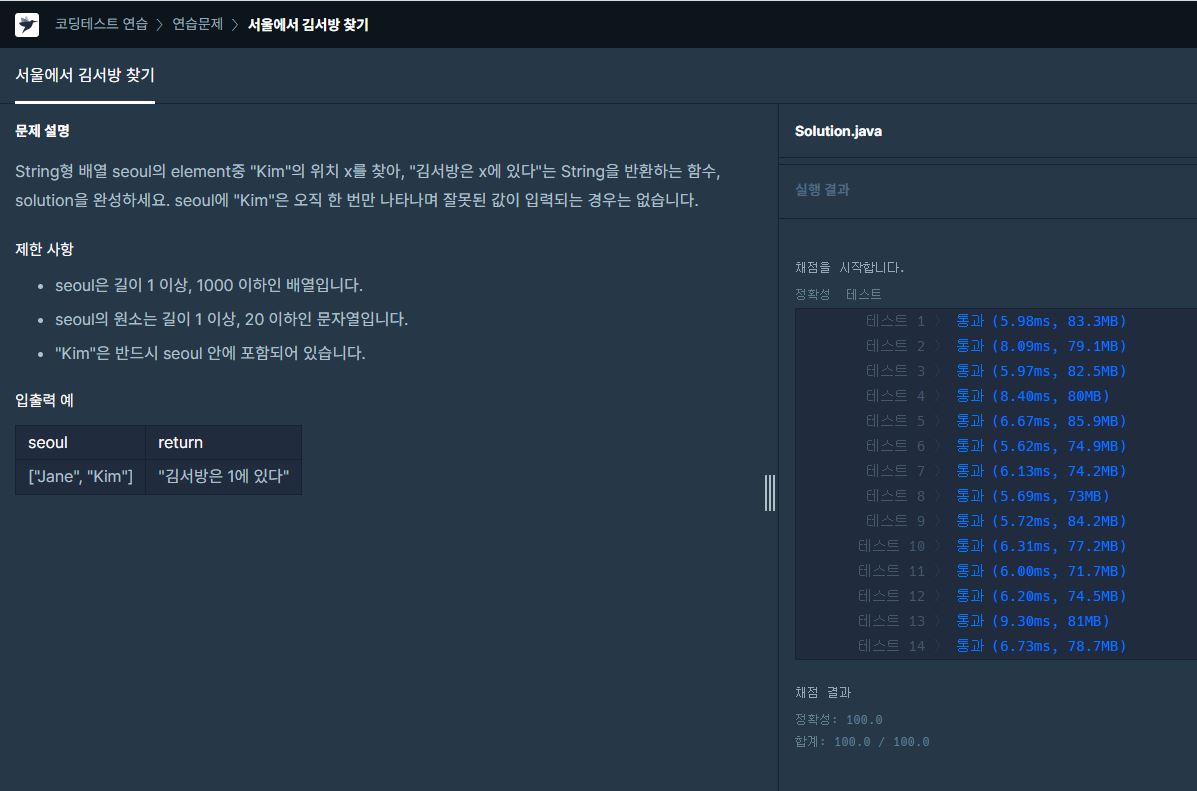 코딩테스트 연습 > 연습문제 > 서울에서 김서방 찾기
서울에서 김서방 찾기
문제 설명
String형 배열 seoul의 element중 "Kim"의 위치 x를 찾아, "김서방은 x에 있다"는 String을 반환하는 함수,
solution을 완성하세요. seoul에 "Kim"은 오직 한 번만 나타나며 잘못된 값이 입력되는 경우는 없습니다.
제한 사항
• seoul은 길이 1 이상, 1000 이하인 배열입니다.
• seoul의 원소는 길이 1 이상, 20 이하인 문자열입니다.
• "Kim"은 반드시 seoul 안에 포함되어 있습니다.
입출력 예
seoul return
["Jane", "Kim"] "김서방은 1에 있다"
Solution.java
실행 결과
채점을 시작합니다.
정확성 테스트
테스트 1 〉 통과 (5.98ms, 83.3MB)
테스트 2 〉 통과 (8.09ms, 79.1MB)
테스트 3 〉 통과 (5.97ms, 82.5MB)
테스트 4 〉 통과 (8.40ms, 80MB)
테스트 5 〉 통과 (6.67ms, 85.9MB)
테스트 6 〉 통과 (5.62ms, 74.9MB)
테스트 7 〉 통과 (6.13ms, 74.2MB)
테스트 8 〉 통과 (5.69ms, 73MB)
테스트 9 〉 통과 (5.72ms, 84.2MB)
테스트 10 〉 통과 (6.31ms, 77.2MB)
테스트 11 〉 통과 (6.00ms, 71.7MB)
테스트 12 〉 통과 (6.20ms, 74.5MB)
테스트 13 〉 통과 (9.30ms, 81MB)
테스트 14 〉 통과 (6.73ms, 78.7MB)
채점 결과
정확성: 100.0
합계: 100.0 / 100.0